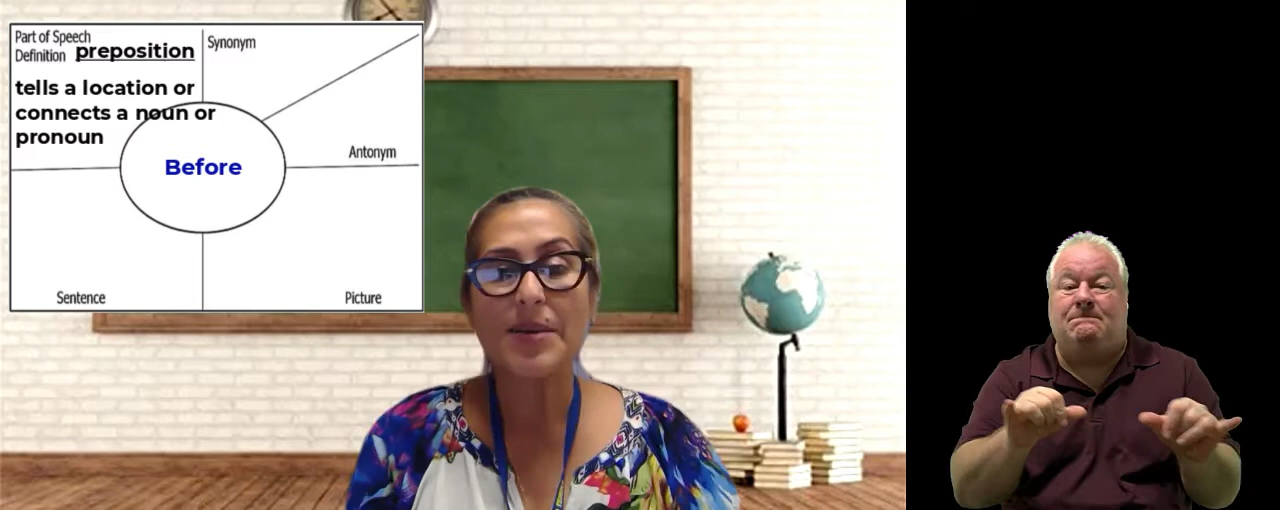 Part of Speech
Definition preposition
Synonym
tells a location or
connects a noun or
pronoun
Before
Antonym
Sentence
Picture